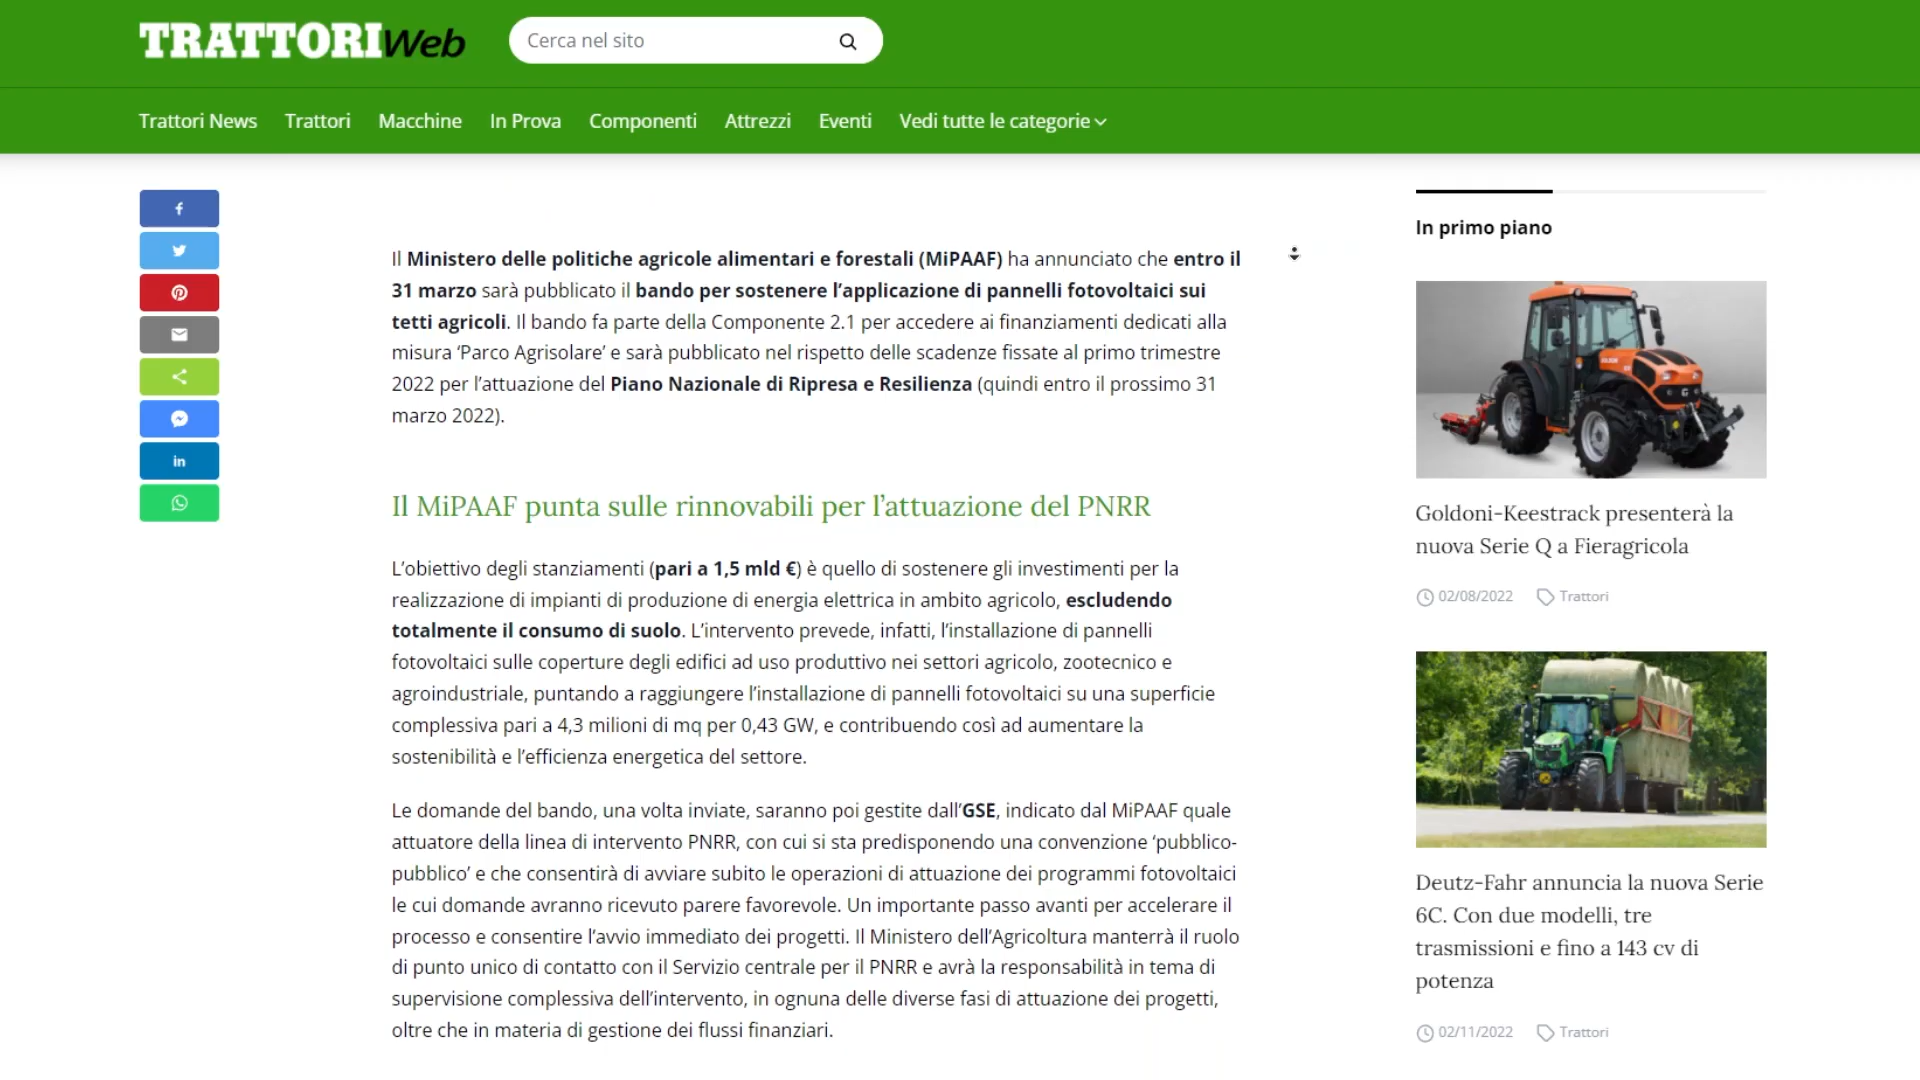 TRATTORIWeb
Cerca nel sito
Trattori News
Trattori
Macchine
In Prova
Componenti
Attrezzi
Eventi
Vedi tutte le categorie
Il Ministero delle politiche agricole alimentari e forestali (MiPAAF) ha annunciato che entro il
31 marzo sarà pubblicato il bando per sostenere l’applicazione di pannelli fotovoltaici sui
tetti agricoli. Il bando fa parte della Componente 2.1 per accedere ai finanziamenti dedicati alla
misura ‘Parco Agrisolare’ e sarà pubblicato nel rispetto delle scadenze fissate al primo trimestre
2022 per l’attuazione del Piano Nazionale di Ripresa e Resilienza (quindi entro il prossimo 31
marzo 2022).
Il MiPAAF punta sulle rinnovabili per l’attuazione del PNRR
L’obiettivo degli stanziamenti (pari a 1,5 mld €) è quello di sostenere gli investimenti per la
realizzazione di impianti di produzione di energia elettrica in ambito agricolo, escludendo
totalmente il consumo di suolo. L’intervento prevede, infatti, l’installazione di pannelli
fotovoltaici sulle coperture degli edifici ad uso produttivo nei settori agricolo, zootecnico e
agroindustriale, puntando a raggiungere l’installazione di pannelli fotovoltaici su una superficie
complessiva pari a 4,3 milioni di mq per 0,43 GW, e contribuendo così ad aumentare la
sostenibilità e l’efficienza energetica del settore.
Le domande del bando, una volta inviate, saranno poi gestite dall’GSE, indicato dal MiPAAF quale
attuatore della linea di intervento PNRR, con cui si sta predisponendo una convenzione ‘pubblico-
pubblico’ e che consentirà di avviare subito le operazioni di attuazione dei programmi fotovoltaici
le cui domande avranno ricevuto parere favorevole. Un importante passo avanti per accelerare il
processo e consentire l’avvio immediato dei progetti. Il Ministero dell’Agricoltura manterrà il ruolo
di punto unico di contatto con il Servizio centrale per il PNRR e avrà la responsabilità in tema di
supervisione complessiva dell’intervento, in ognuna delle diverse fasi di attuazione dei progetti,
oltre che in materia di gestione dei flussi finanziari.
In primo piano
Goldoni-Keestrack presenterà la
nuova Serie Q a Fieragricola
02/08/2022 Trattori
Deutz-Fahr annuncia la nuova Serie
6C. Con due modelli, tre
trasmissioni e fino a 143 cv di
potenza
02/11/2022 Trattori